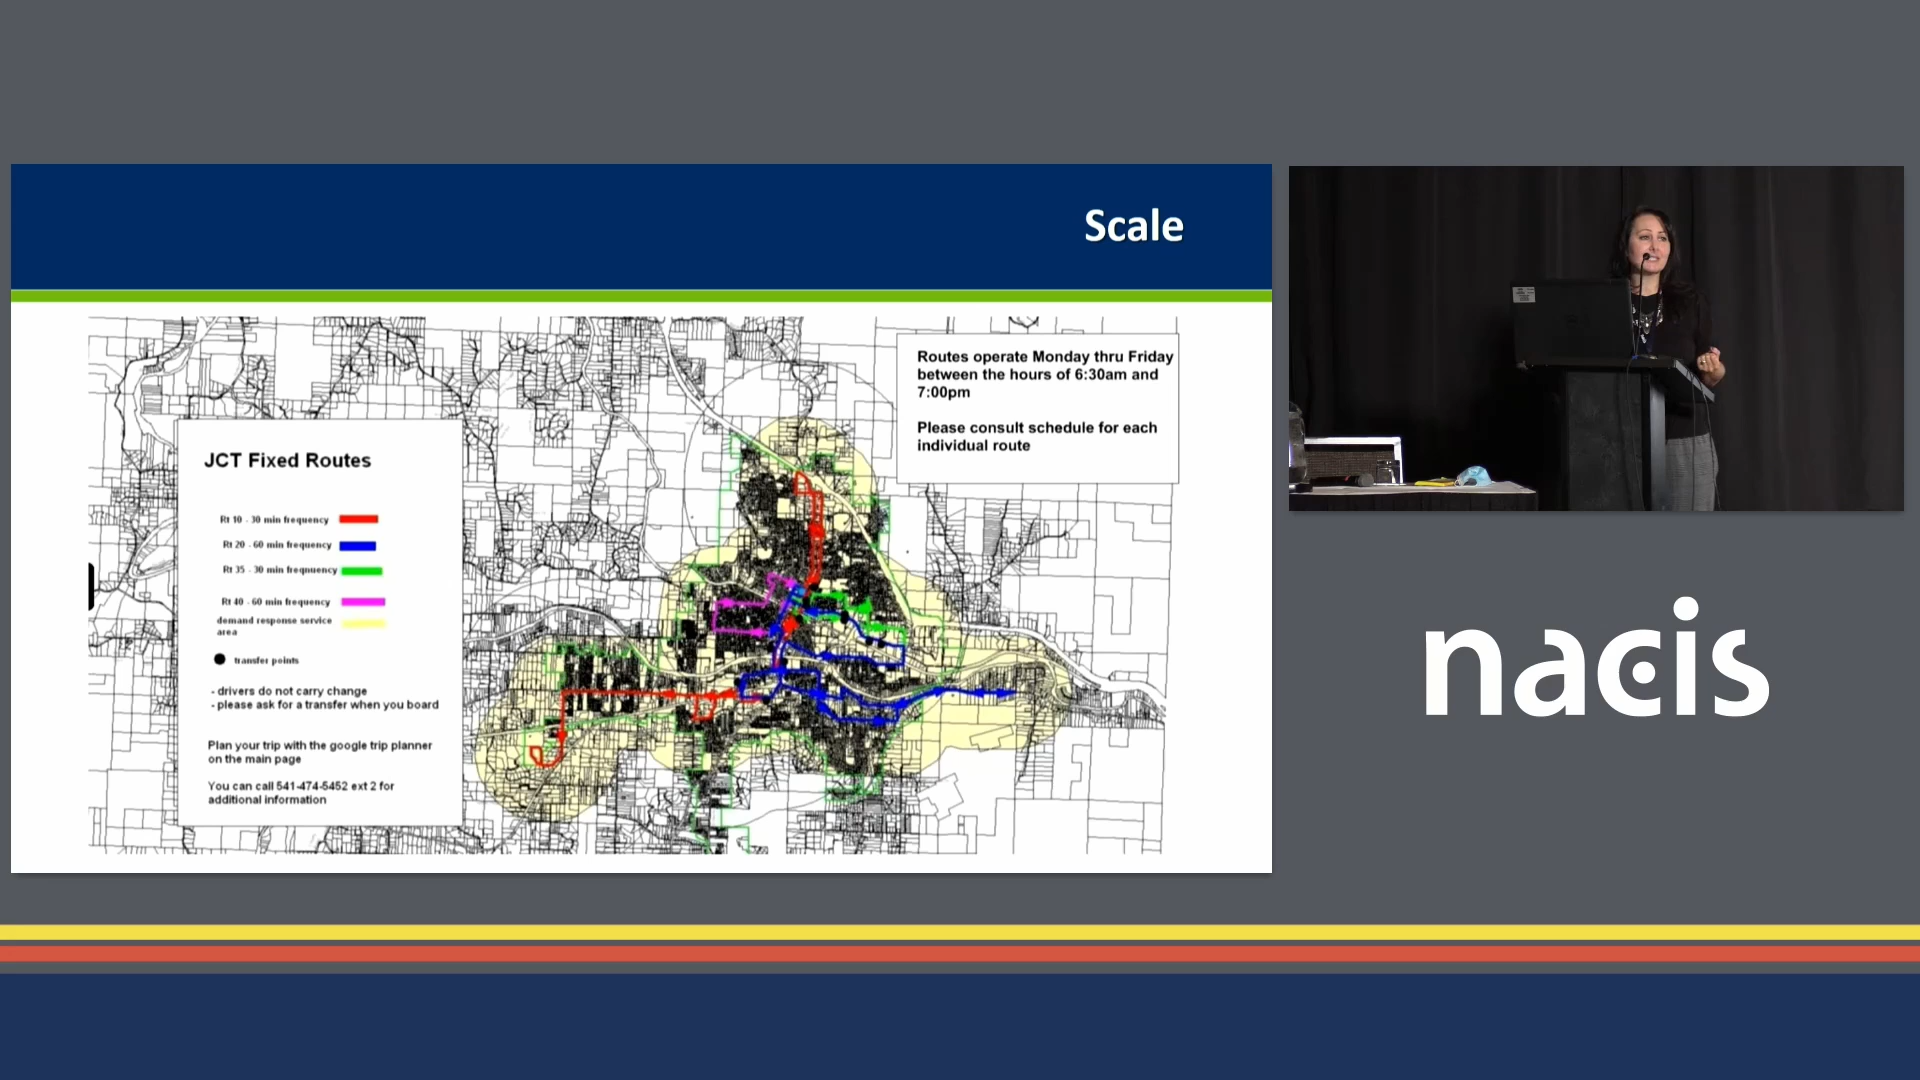 Scale
Routes operate Monday thru Friday
between the hours of 6:30am and
7:00pm
Please consult schedule for each
individual route
JCT Fixed Routes
Rt 10 - 30 min frequency
Rt 20 - 60 min frequency
Rt 35 - 30 min freqnuency
Rt 40 - 60 min frequency
demand response service
area
transfer points
- drivers do not carry change
- please ask for a transfer when you board
Plan your trip with the google trip planner
on the main page
You can call 541-474-5452 ext 2 for
additional information
nacis